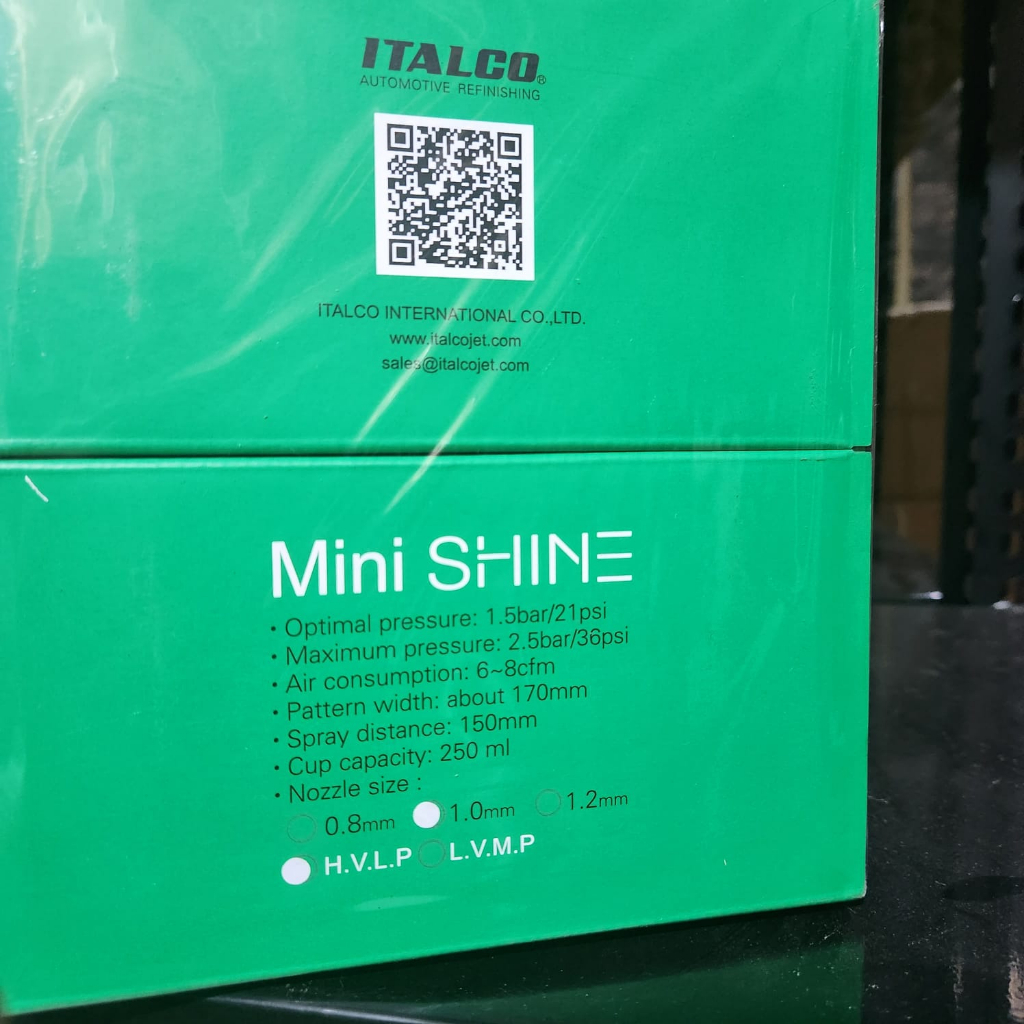 ITALCO®
AUTOMOTIVE REFINISHING
ITALCO INTERNATIONAL CO.,LTD.
www.italcojet.com
sales@italcojet.com
Mini SHINE
• Optimal pressure: 1.5bar/21psi
• Maximum pressure: 2.5bar/36psi
• Air consumption: 6~8cfm
• Pattern width: about 170mm
• Spray distance: 150mm
• Cup capacity: 250 ml
• Nozzle size :
0.8mm 1.0mm 1.2mm
H.V.L.P L.V.M.P